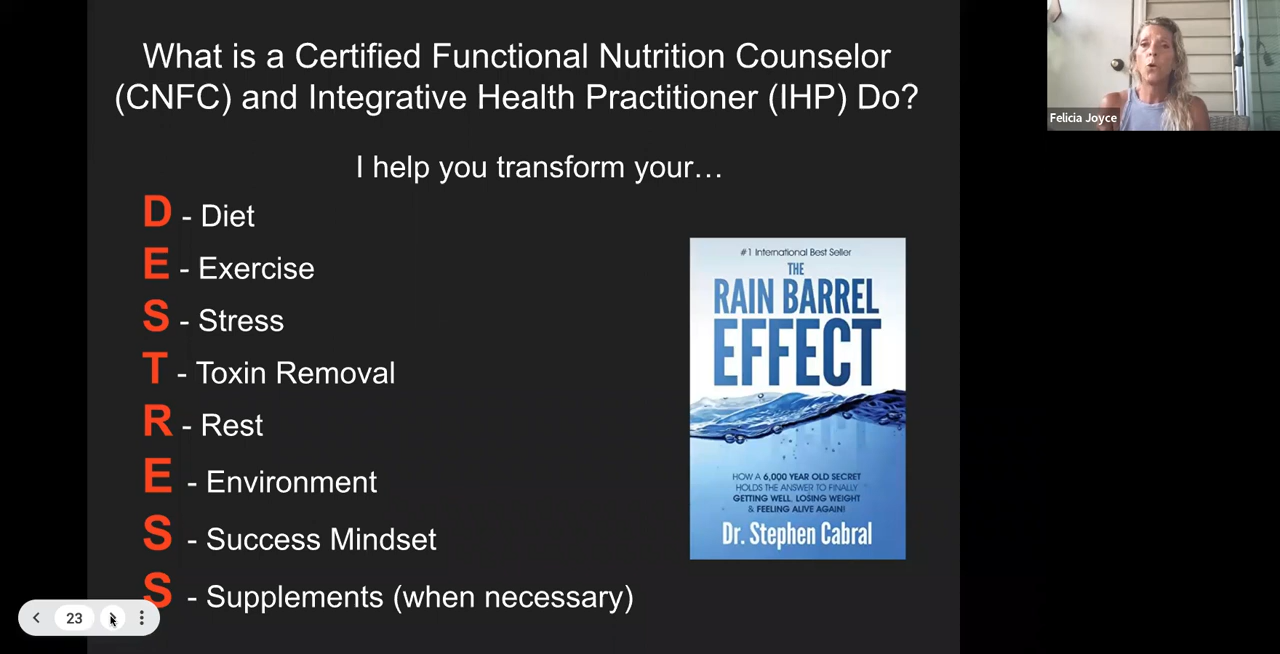 What is a Certified Functional Nutrition Counselor
(CNFC) and Integrative Health Practitioner (IHP) Do?
I help you transform your…
D - Diet
E - Exercise
S - Stress
T - Toxin Removal
R - Rest
E - Environment
S - Success Mindset
S - Supplements (when necessary)
#1 International Best Seller
THE
RAIN BARREL
EFFECT
HOW A 6,000 YEAR OLD SECRET
HOLDS THE ANSWER TO FINALLY
GETTING WELL, LOSING WEIGHT
& FEELING ALIVE AGAIN!
Dr. Stephen Cabral
Felicia Joyce
23